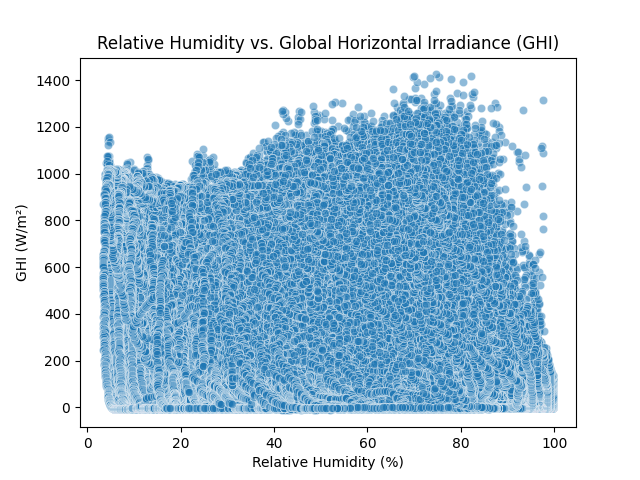 Relative Humidity vs. Global Horizontal Irradiance (GHI)
1400
1200
1000
800
600
400
200
0
GHI (W/m²)
0 20 40 60 80 100
Relative Humidity (%)